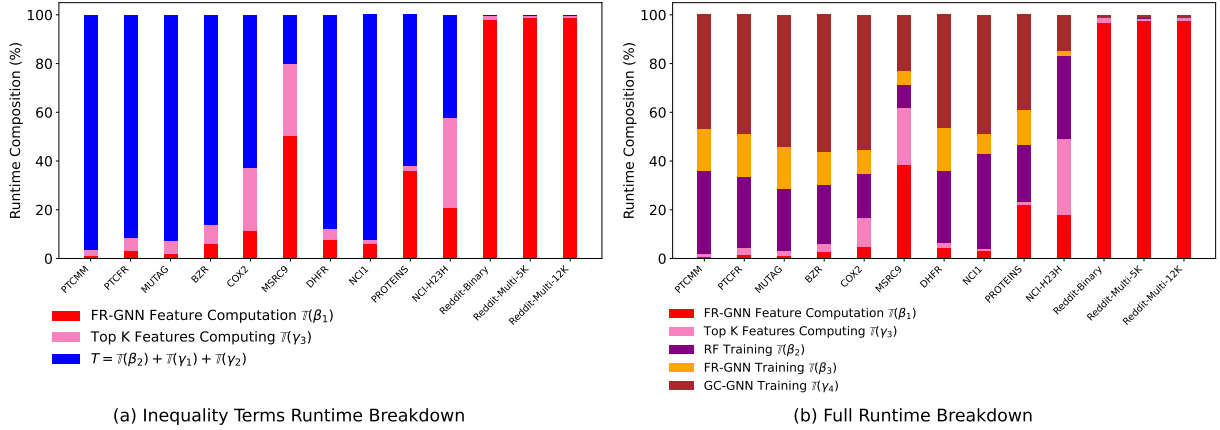 Runtime Composition (%)
100
80
60
40
20
0
PTCMM
PTCFR
MUTAG
BZR
COX2
MSRC9
DHFR
NCI1
PROTEINS
NCI-H23H
Reddit-Binary
Reddit-Multi-5K
Reddit-Multi-12K
FR-GNN Feature Computation 𝕋(β₁)
Top K Features Computing 𝕋(γ₃)
T = 𝕋(β₂) + 𝕋(γ₁) + 𝕋(γ₂)
(a) Inequality Terms Runtime Breakdown
Runtime Composition (%)
100
80
60
40
20
0
PTCMM
PTCFR
MUTAG
BZR
COX2
MSRC9
DHFR
NCI1
PROTEINS
NCI-H23H
Reddit-Binary
Reddit-Multi-5K
Reddit-Multi-12K
FR-GNN Feature Computation 𝕋(β₁)
Top K Features Computing 𝕋(γ₃)
RF Training 𝕋(β₂)
FR-GNN Training 𝕋(β₃)
GC-GNN Training 𝕋(γ₄)
(b) Full Runtime Breakdown